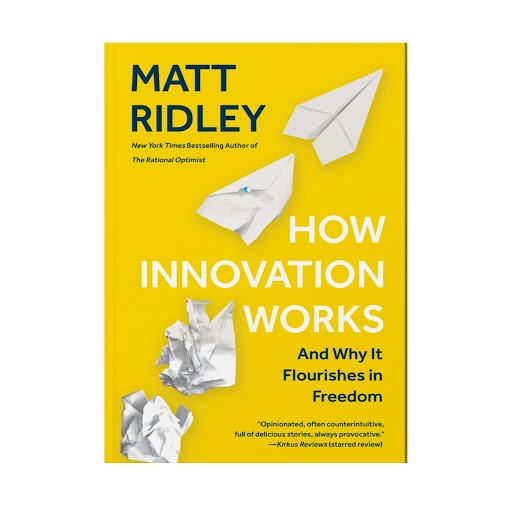 MATT
RIDLEY
New York Times Bestselling Author of
The Rational Optimist
HOW
INNOVATION
WORKS
And Why It
Flourishes in
Freedom
"Opinionated, often counterintuitive,
full of delicious stories, always provocative."
—Kirkus Reviews (starred review)